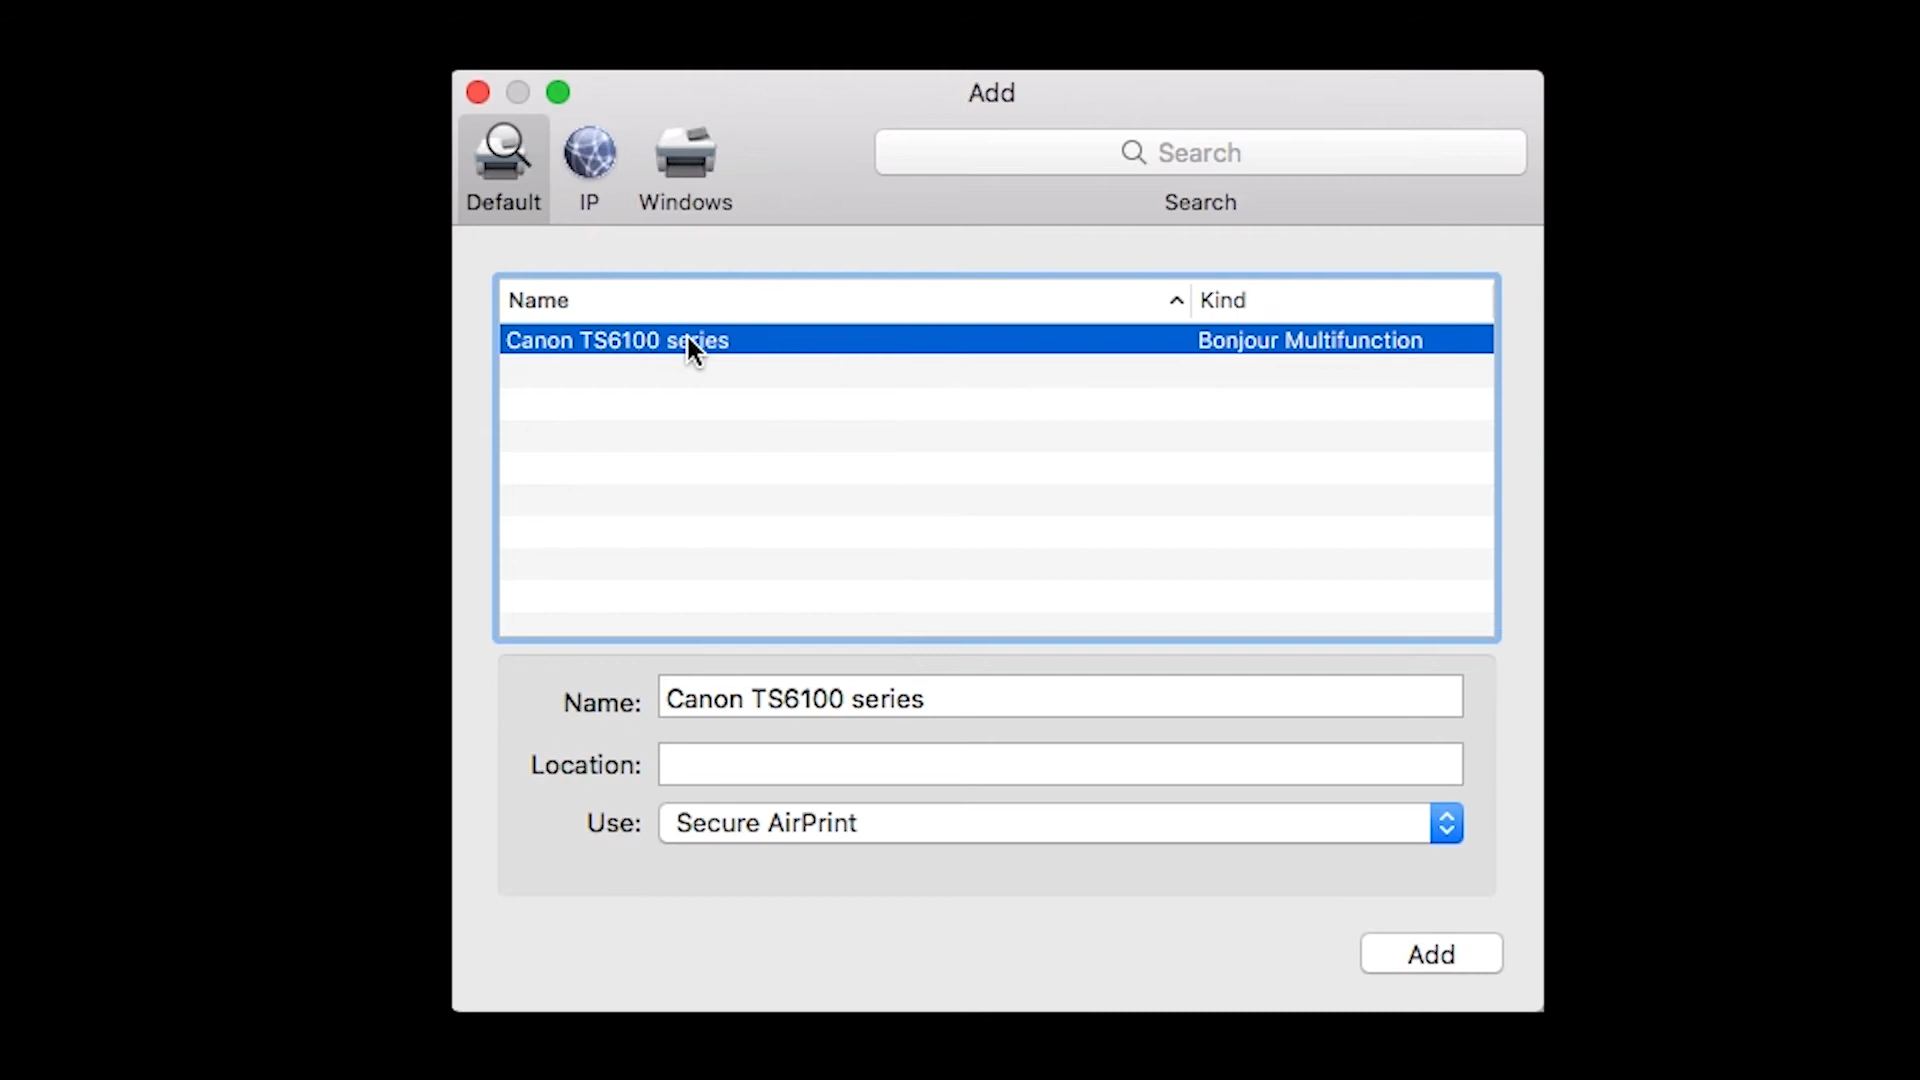 Add
Default
IP
Windows
Search
Search
Name
Kind
Canon TS6100 series
Bonjour Multifunction
Name:
Canon TS6100 series
Location:
Use:
Secure AirPrint
Add